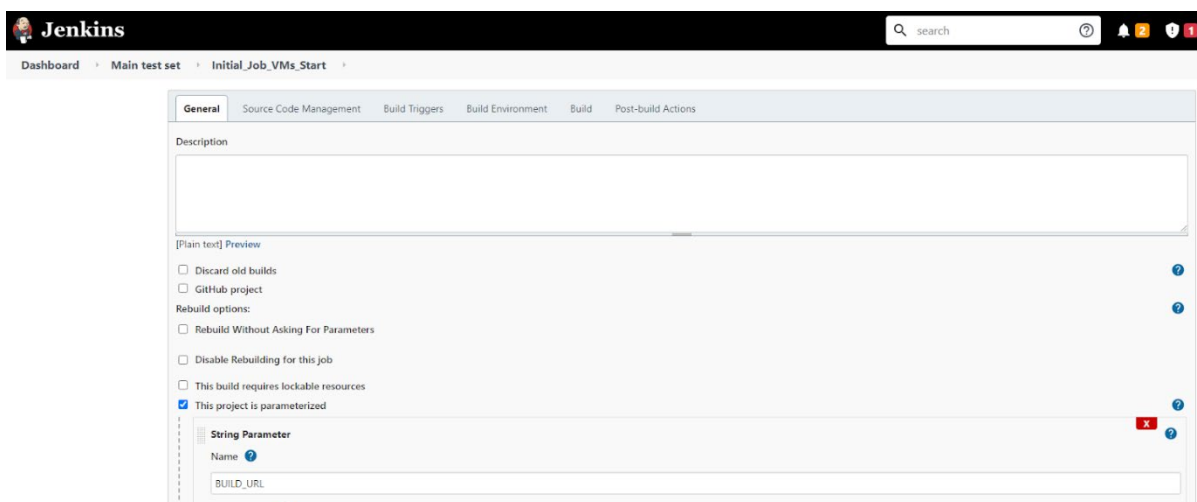 Jenkins
search
2
1
Dashboard Main test set Initial_Job_VMs_Start
General Source Code Management Build Triggers Build Environment Build Post-build Actions
Description
[Plain text] Preview
Discard old builds
GitHub project
Rebuild options:
Rebuild Without Asking For Parameters
Disable Rebuilding for this job
This build requires lockable resources
This project is parameterized
X
String Parameter
Name
BUILD_URL